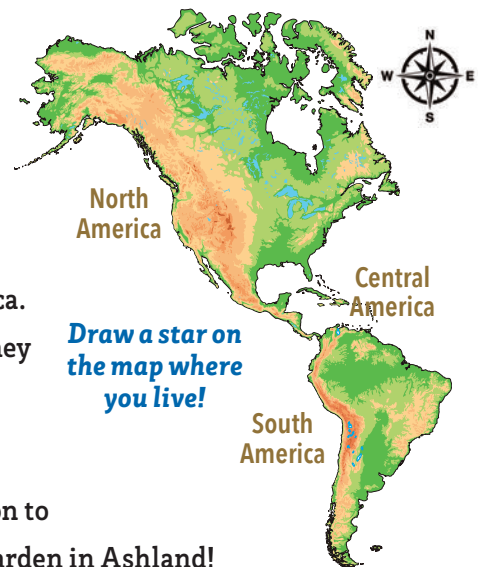 N
W E
S
North
America
Central
America
ca.
hey
Draw a star on
the map where
you live!
South
America
on to
arden in Ashland!